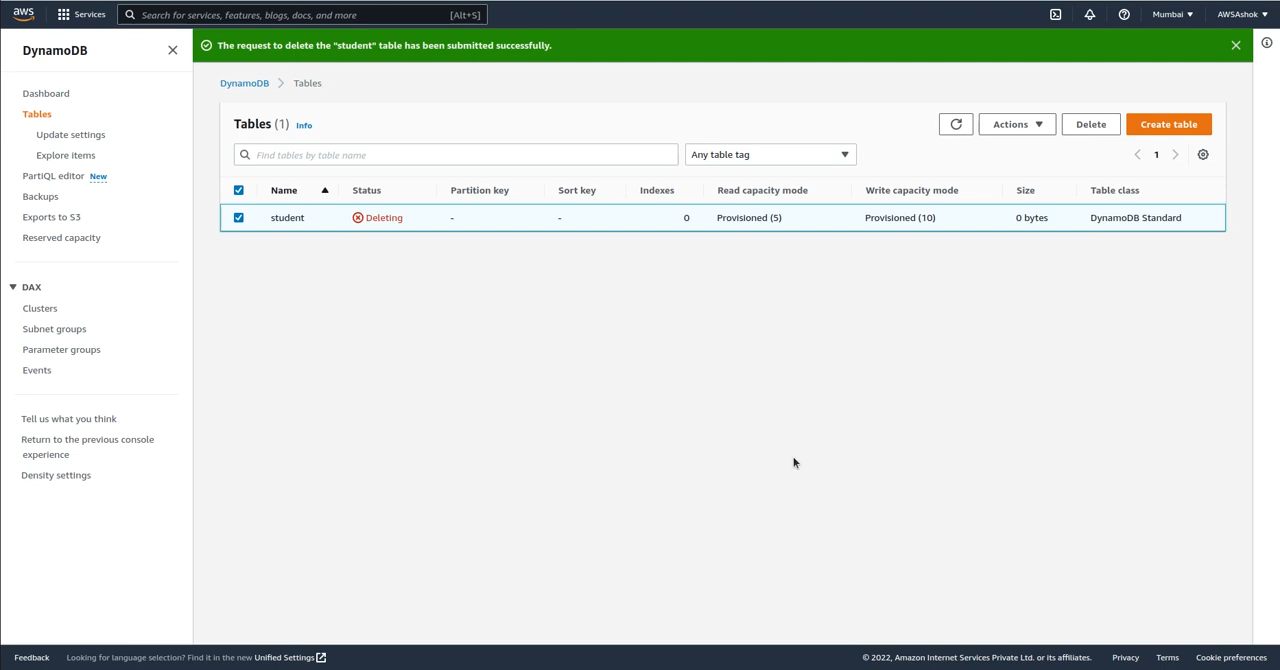 aws Services Search for services, features, blogs, docs, and more [Alt+S] Mumbai AWSAshok
DynamoDB
The request to delete the "student" table has been submitted successfully.
Dashboard
Tables
Update settings
Explore items
PartiQL editor New
Backups
Exports to S3
Reserved capacity
DAX
Clusters
Subnet groups
Parameter groups
Events
Tell us what you think
Return to the previous console
experience
Density settings
DynamoDB Tables
Tables (1) Info Actions Delete Create table
Find tables by table name Any table tag 1
Name Status Partition key Sort key Indexes Read capacity mode Write capacity mode Size Table class
student Deleting - - 0 Provisioned (5) Provisioned (10) 0 bytes DynamoDB Standard
Feedback Looking for language selection? Find it in the new Unified Settings © 2022, Amazon Internet Services Private Ltd. or its affiliates. Privacy Terms Cookie preferences